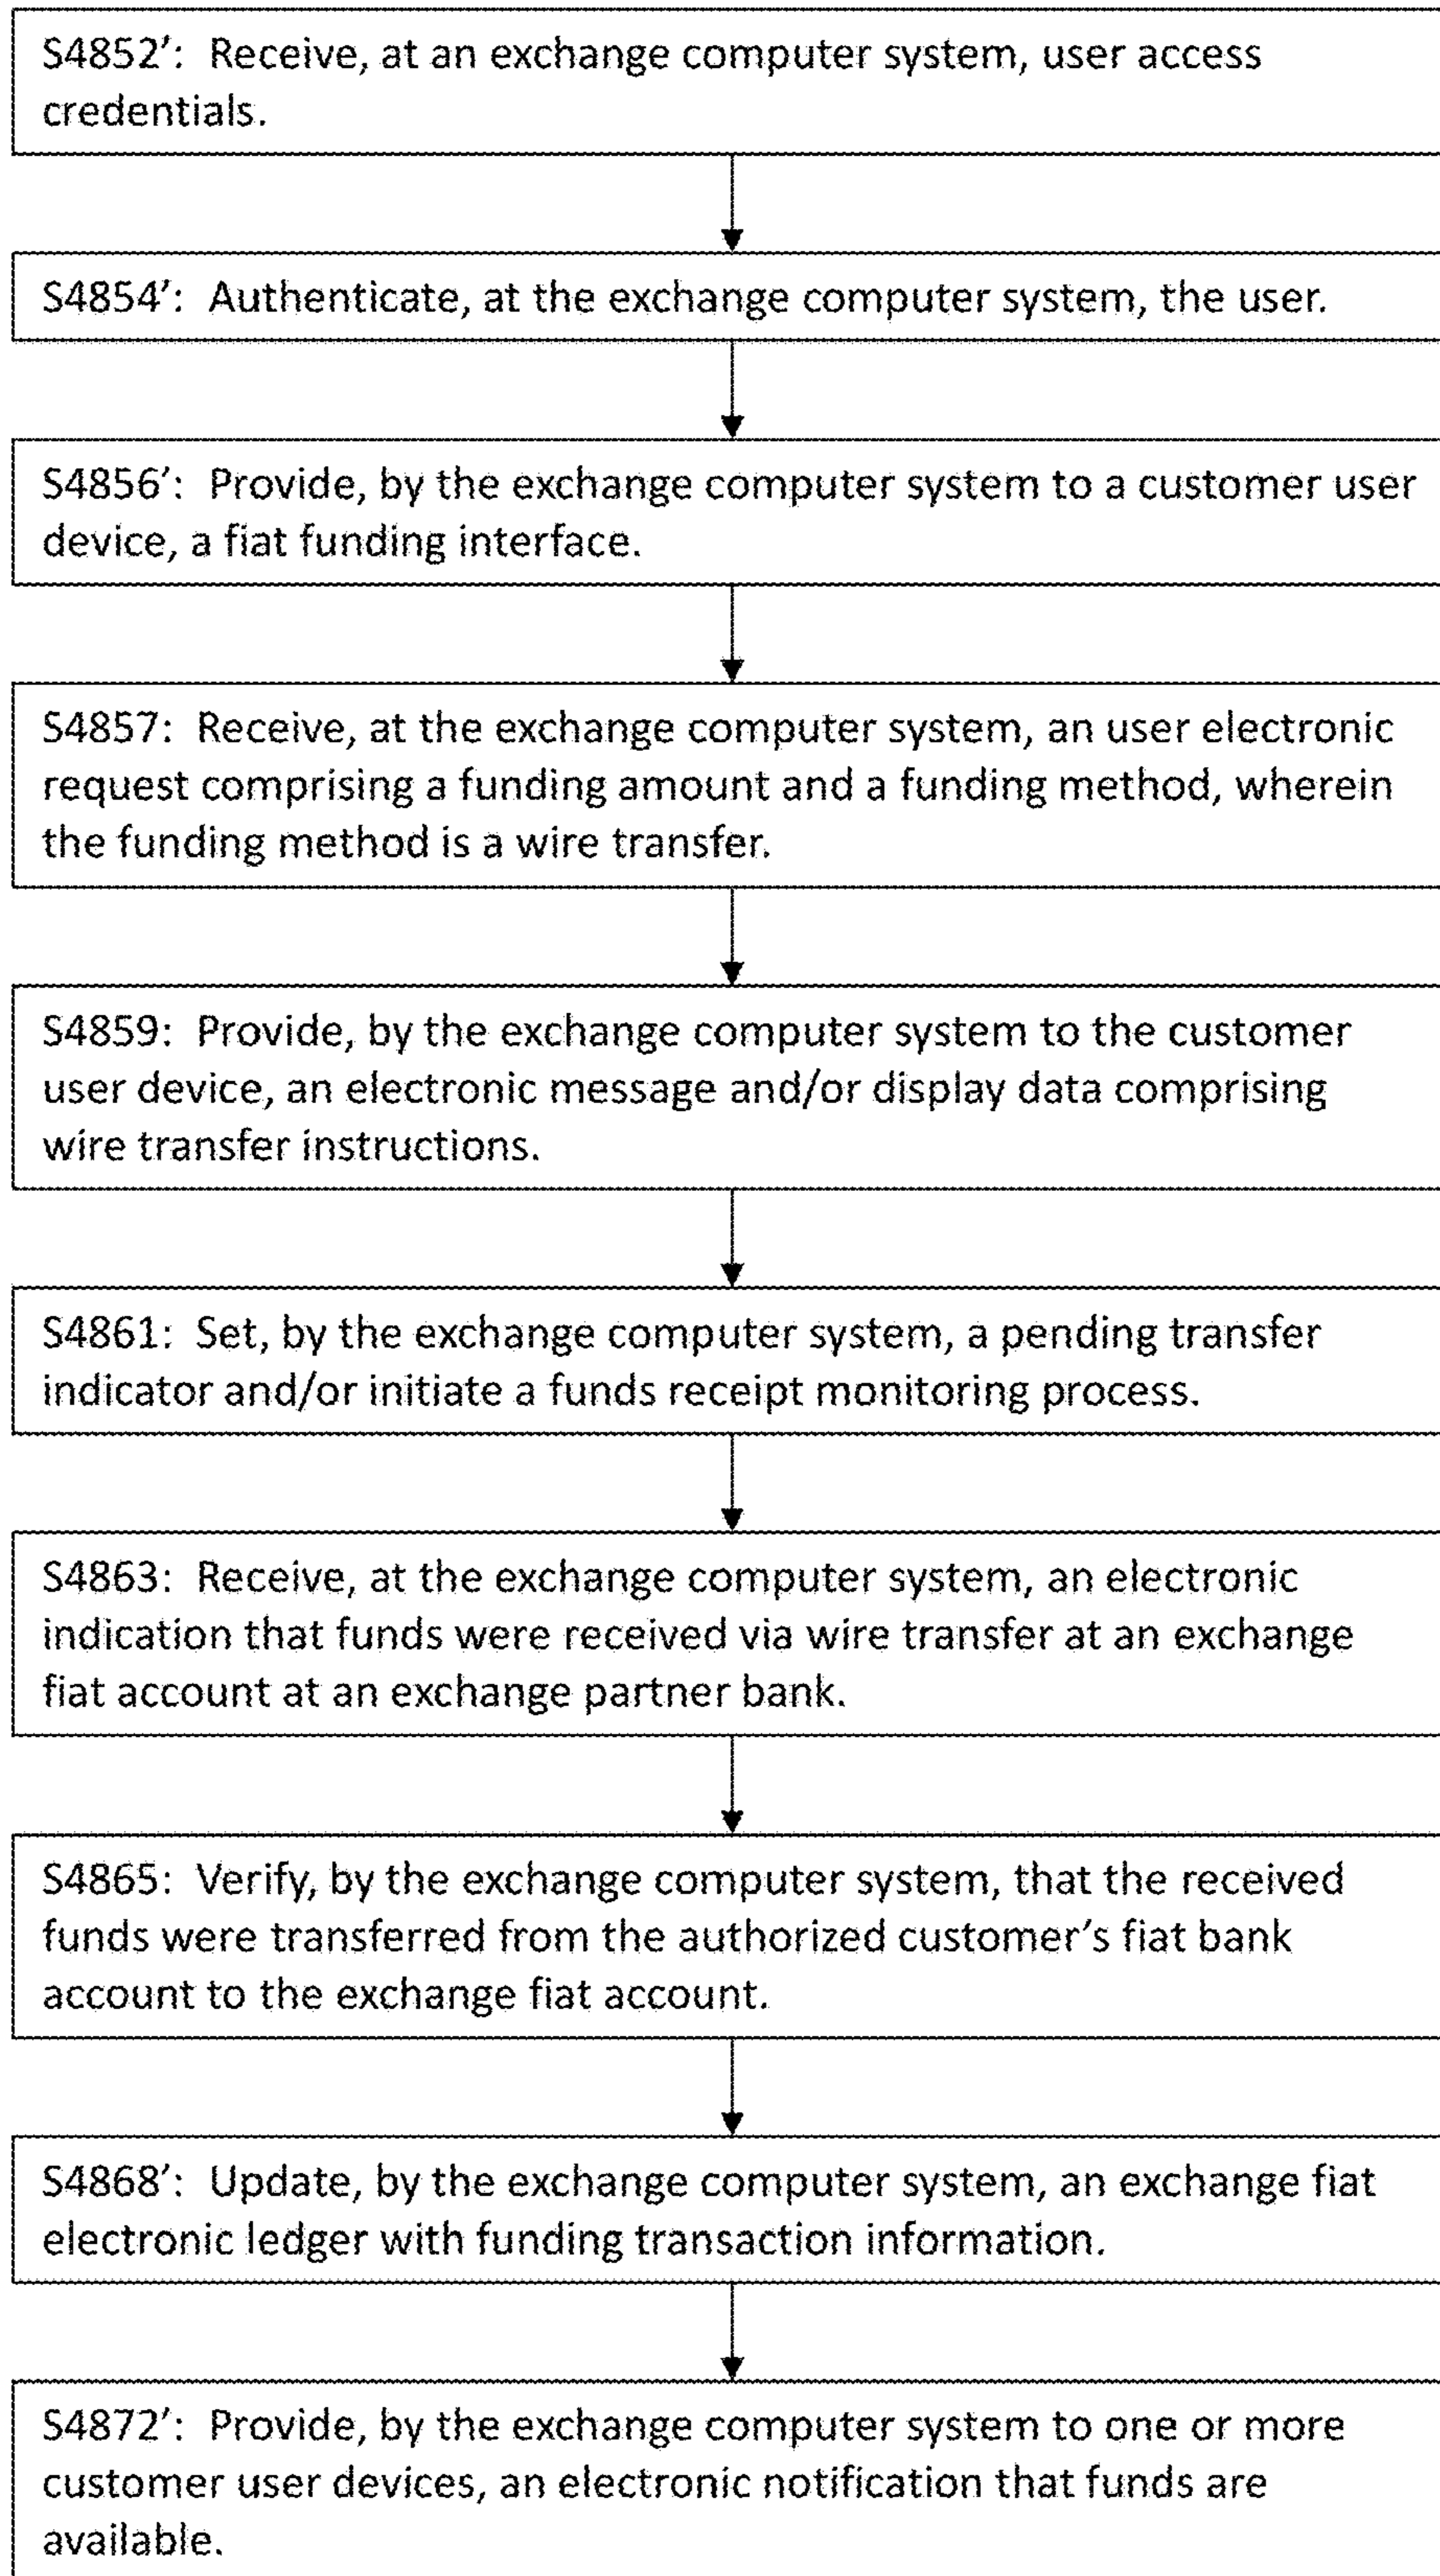 S4852’: Receive, at an exchange computer system, user access
credentials.
S4854’: Authenticate, at the exchange computer system, the user.
S4856’: Provide, by the exchange computer system to a customer user
device, a fiat funding interface.
S4857: Receive, at the exchange computer system, an user electronic
request comprising a funding amount and a funding method, wherein
the funding method is a wire transfer.
S4859: Provide, by the exchange computer system to the customer
user device, an electronic message and/or display data comprising
wire transfer instructions.
S4861: Set, by the exchange computer system, a pending transfer
indicator and/or initiate a funds receipt monitoring process.
S4863: Receive, at the exchange computer system, an electronic
indication that funds were received via wire transfer at an exchange
fiat account at an exchange partner bank.
S4865: Verify, by the exchange computer system, that the received
funds were transferred from the authorized customer’s fiat bank
account to the exchange fiat account.
S4868’: Update, by the exchange computer system, an exchange fiat
electronic ledger with funding transaction information.
S4872’: Provide, by the exchange computer system to one or more
customer user devices, an electronic notification that funds are
available.